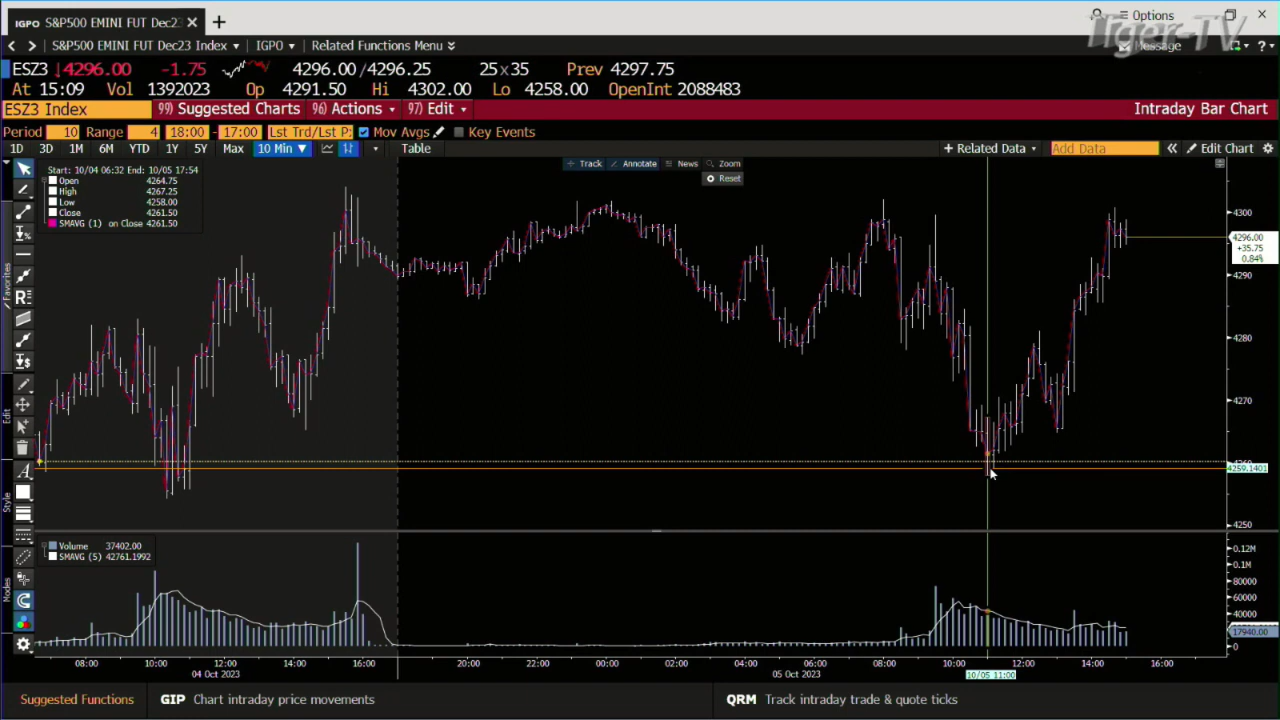 IGPO S&P500 EMINI FUT Dec23 × +
Options
Tiger-TV
S&P500 EMINI FUT Dec23 Index IGPO Related Functions Menu
Message
ESZ3 ↓4296.00 -1.75 4296.00/4296.25 25x35 Prev 4297.75
At 15:09 Vol 1392023 Op 4291.50 Hi 4302.00 Lo 4258.00 OpenInt 2088483
ESZ3 Index 99) Suggested Charts 96) Actions 97) Edit Intraday Bar Chart
Period 10 Range 4 18:00 - 17:00 Lst Trd/Lst P: Mov Avgs Key Events
1D 3D 1M 6M YTD 1Y 5Y Max 10 Min ▼ Table + Related Data Add Data « Edit Chart
Track Annotate News Zoom
Reset
Start: 10/04 06:32 End: 10/05 17:54
Open 4264.75
High 4267.25
Low 4258.00
Close 4261.50
SMAVG (1) on Close 4261.50
Favorites
Edit
Style
Modes
4300
4296.00
+35.75
0.84%
4290
4280
4270
4259.1401
4250
Volume 37402.00
SMAVG (5) 42761.1992
0.12M
0.1M
80000
60000
40000
17940.00
0
08:00 10:00 12:00 14:00 16:00 20:00 22:00 00:00 02:00 04:00 06:00 08:00 10:00 12:00 14:00 16:00
04 Oct 2023 05 Oct 2023 10/05 11:00
Suggested Functions GIP Chart intraday price movements QRM Track intraday trade & quote ticks